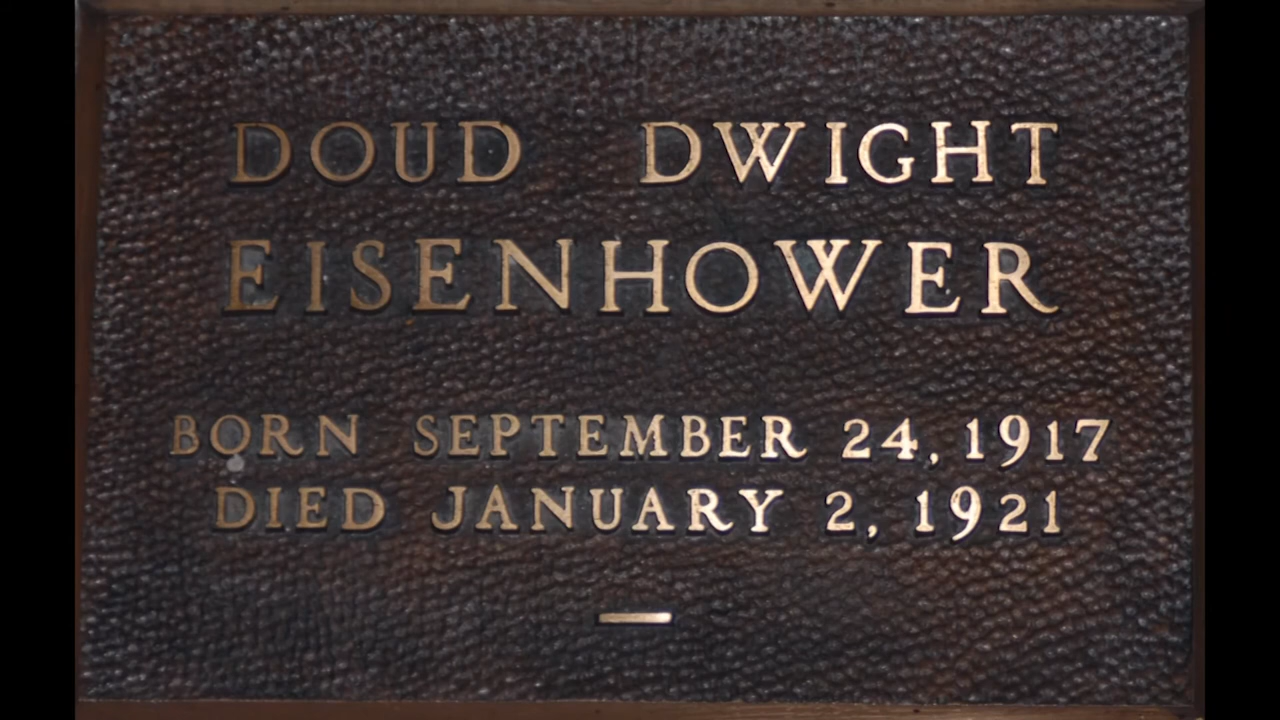 DOUD DWIGHT
EISENHOWER
BORN SEPTEMBER 24, 1917
DIED JANUARY 2, 1921